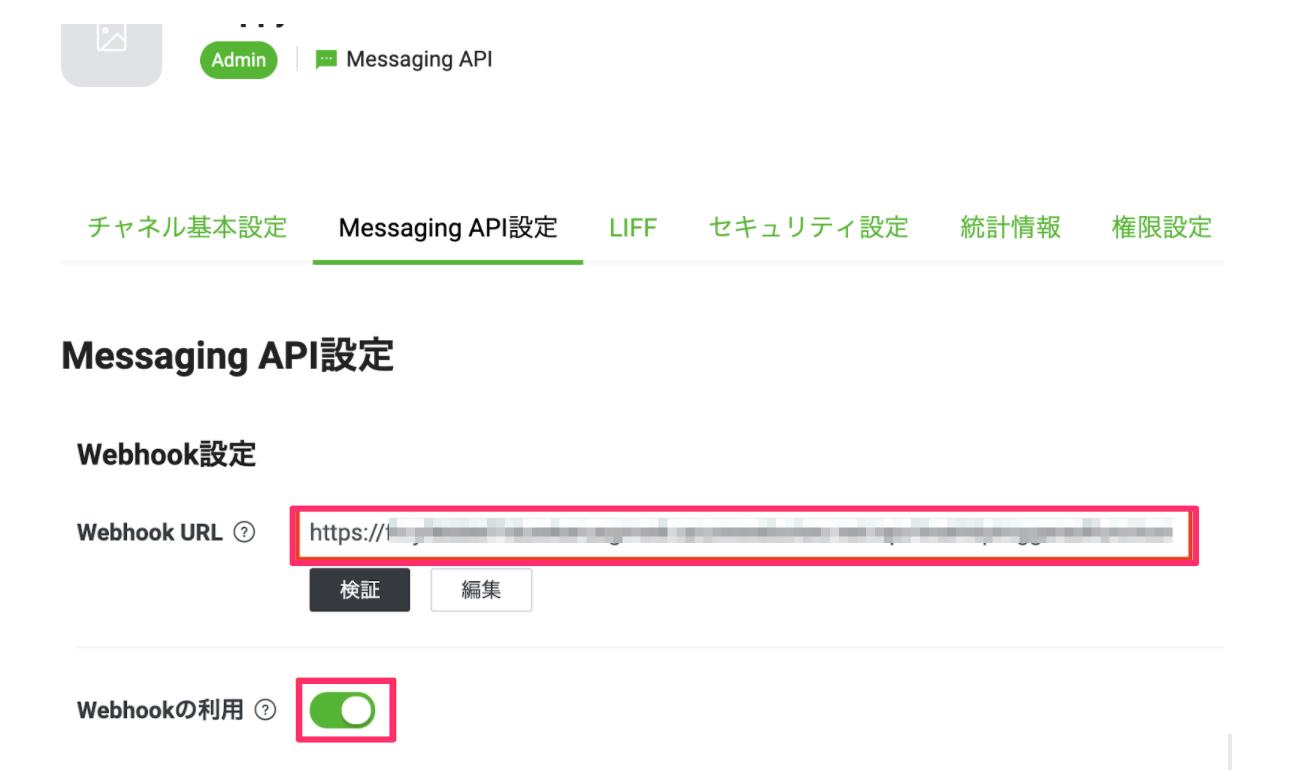 Admin Messaging API
チャネル基本設定 Messaging API設定 LIFF セキュリティ設定 統計情報 権限設定
Messaging API設定
Webhook設定
Webhook URL ? https://
検証 編集
Webhookの利用 ?